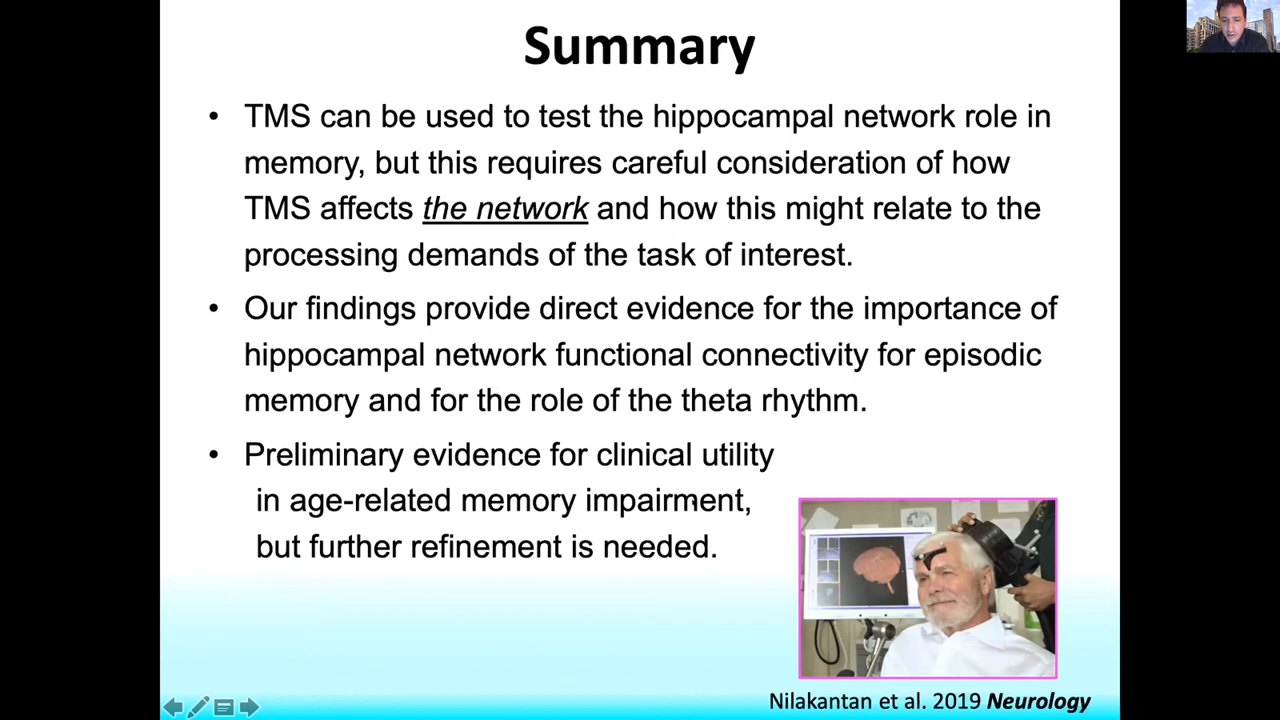 Summary
• TMS can be used to test the hippocampal network role in
memory, but this requires careful consideration of how
TMS affects the network and how this might relate to the
processing demands of the task of interest.
• Our findings provide direct evidence for the importance of
hippocampal network functional connectivity for episodic
memory and for the role of the theta rhythm.
• Preliminary evidence for clinical utility
in age-related memory impairment,
but further refinement is needed.
Nilakantan et al. 2019 Neurology